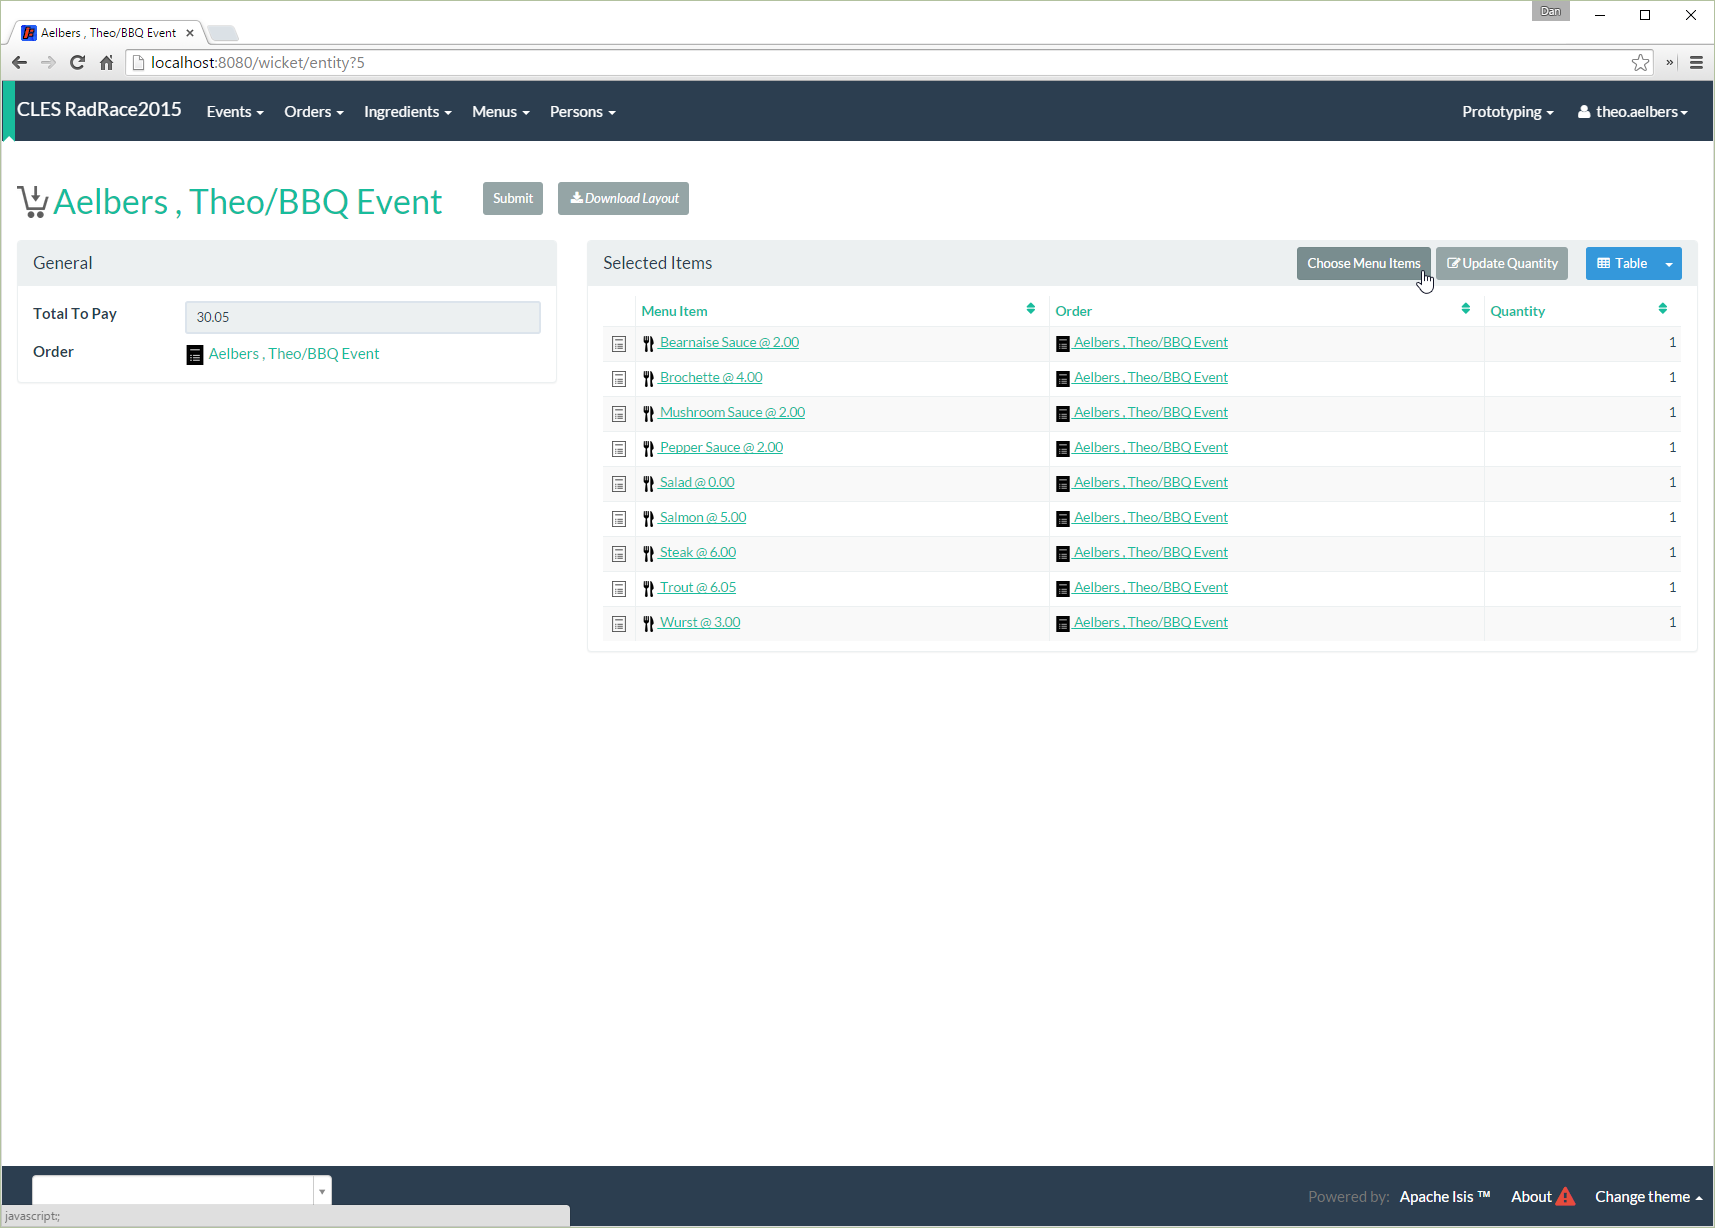 Dan
Aelbers , Theo/BBQ Event
localhost:8080/wicket/entity?5
CLES RadRace2015 Events Orders Ingredients Menus Persons Prototyping theo.aelbers
Aelbers , Theo/BBQ Event Submit Download Layout
General
Total To Pay 30.05
Order Aelbers , Theo/BBQ Event
Selected Items Choose Menu Items Update Quantity Table
Menu Item Order Quantity
Bearnaise Sauce @ 2.00 Aelbers , Theo/BBQ Event 1
Brochette @ 4.00 Aelbers , Theo/BBQ Event 1
Mushroom Sauce @ 2.00 Aelbers , Theo/BBQ Event 1
Pepper Sauce @ 2.00 Aelbers , Theo/BBQ Event 1
Salad @ 0.00 Aelbers , Theo/BBQ Event 1
Salmon @ 5.00 Aelbers , Theo/BBQ Event 1
Steak @ 6.00 Aelbers , Theo/BBQ Event 1
Trout @ 6.05 Aelbers , Theo/BBQ Event 1
Wurst @ 3.00 Aelbers , Theo/BBQ Event 1
Powered by: Apache Isis ™ About Change theme
javascript:;